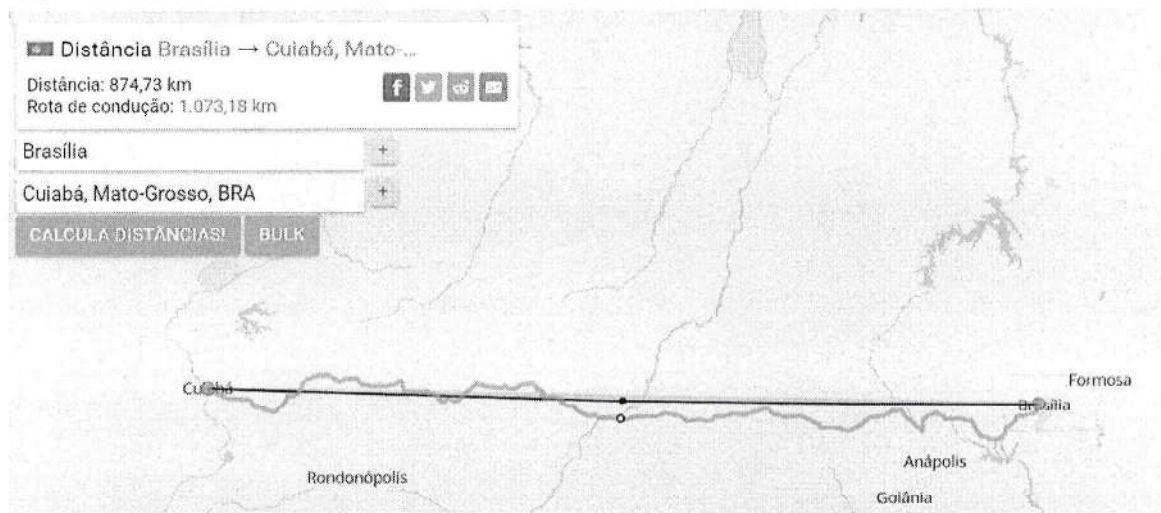 Distância Brasília → Cuiabá, Mato-...
Distância: 874,73 km
Rota de condução: 1.073,18 km
Brasília
+
Cuiabá, Mato-Grosso, BRA
+
CALCULA DISTÂNCIAS!
BULK
Cuiabá
Formosa
Brasília
Anápolis
Rondonópolis
Goiânia